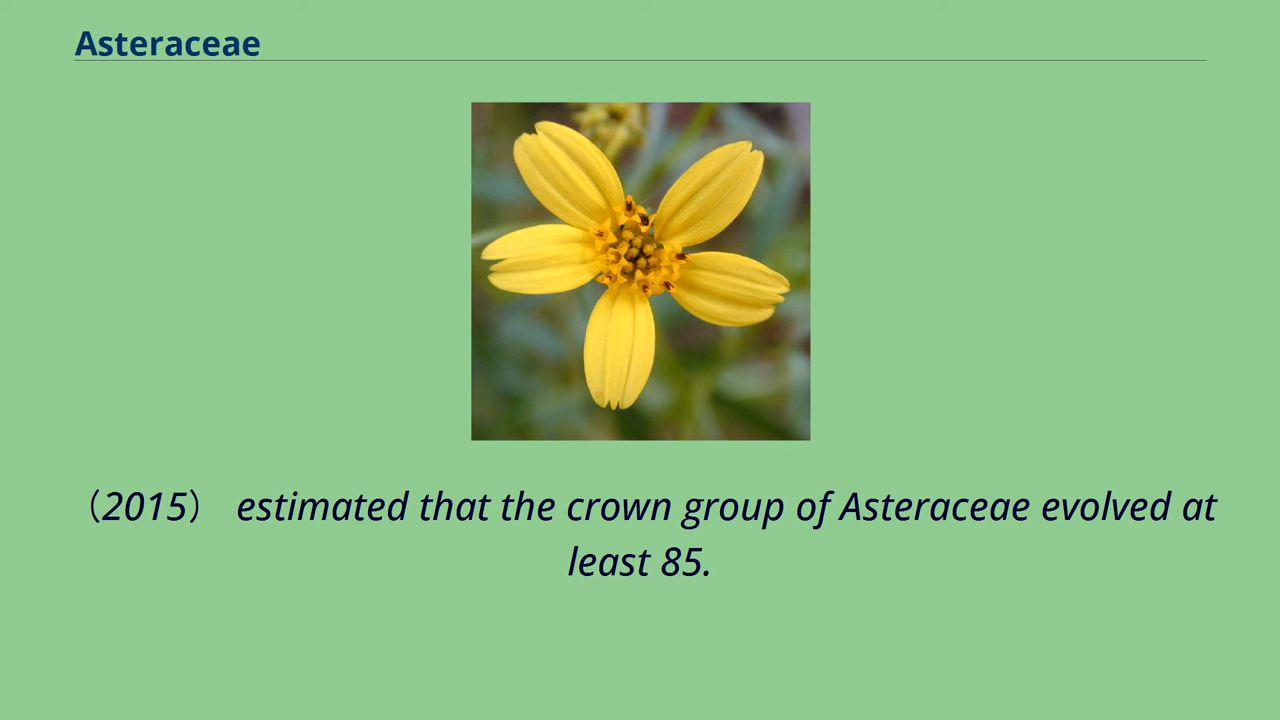 Asteraceae
（2015） estimated that the crown group of Asteraceae evolved at
least 85.